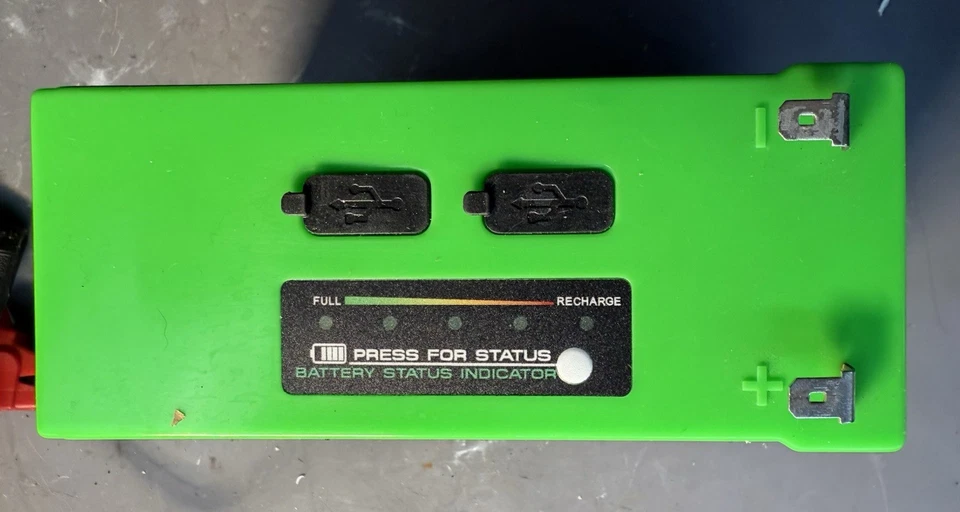 −
FULL RECHARGE
PRESS FOR STATUS
BATTERY STATUS INDICATOR
+